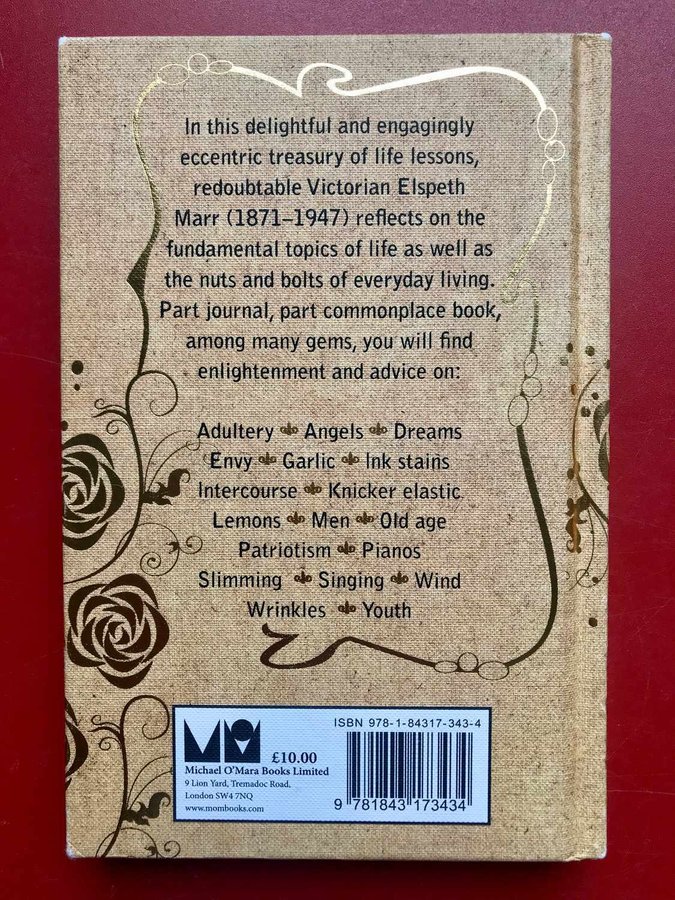 In this delightful and engagingly
eccentric treasury of life lessons,
redoubtable Victorian Elspeth
Marr (1871–1947) reflects on the
fundamental topics of life as well as
the nuts and bolts of everyday living.
Part journal, part commonplace book,
among many gems, you will find
enlightenment and advice on:
Adultery Angels Dreams
Envy Garlic Ink stains
Intercourse Knicker elastic
Lemons Men Old age
Patriotism Pianos
Slimming Singing Wind
Wrinkles Youth
£10.00
Michael O'Mara Books Limited
9 Lion Yard, Tremadoc Road,
London SW4 7NQ
www.mombooks.com
ISBN 978-1-84317-343-4
9 781843 173434